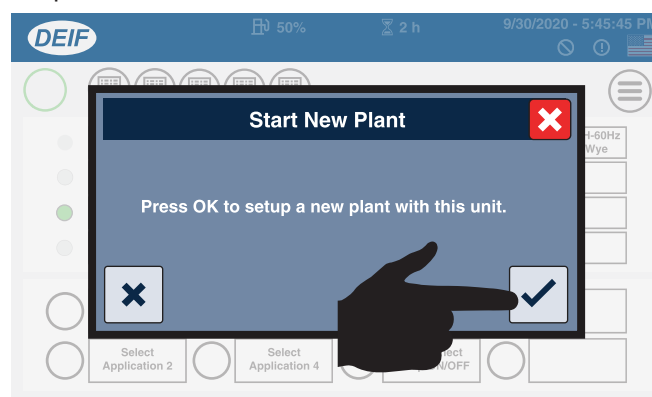 DEIF
50%
2 h
9/30/2020 - 5:45:45 PM
Start New Plant
-60Hz
Wye
Press OK to setup a new plant with this unit.
Select
Application 2
Select
Application 4
ect
N/OFF